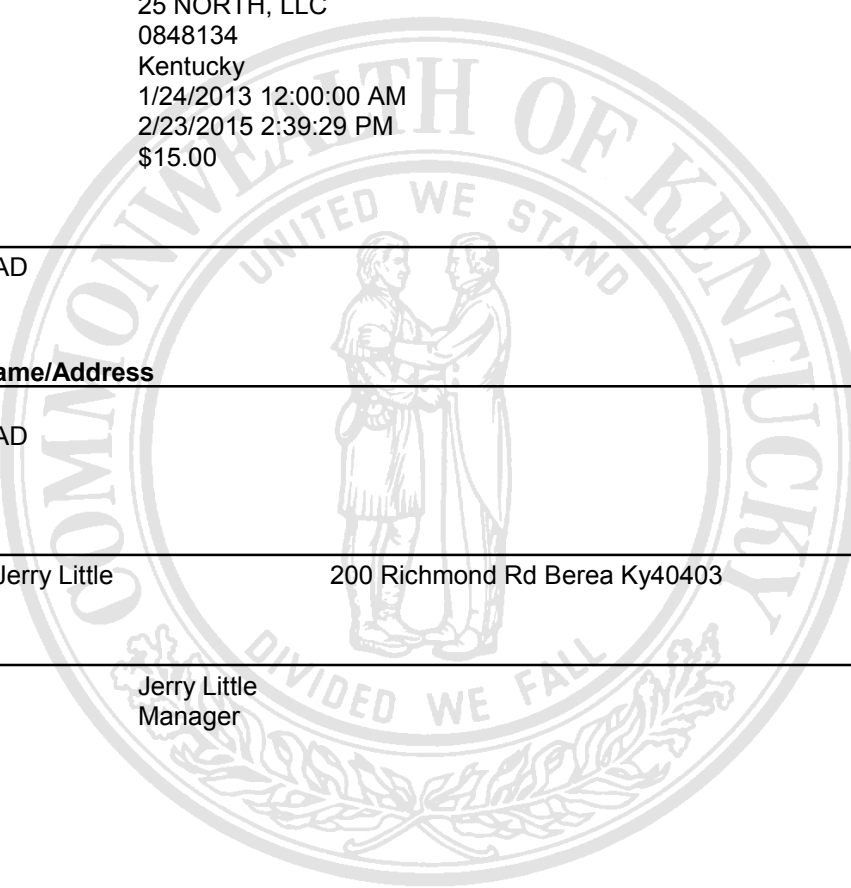 25 NORTH, LLC
0848134
Kentucky
1/24/2013 12:00:00 AM
2/23/2015 2:39:29 PM
$15.00
COMMONWEALTH OF KENTUCKY
UNITED WE STAND
AD
ame/Address
AD
Jerry Little 200 Richmond Rd Berea Ky40403
DIVIDED WE FALL
Jerry Little
Manager